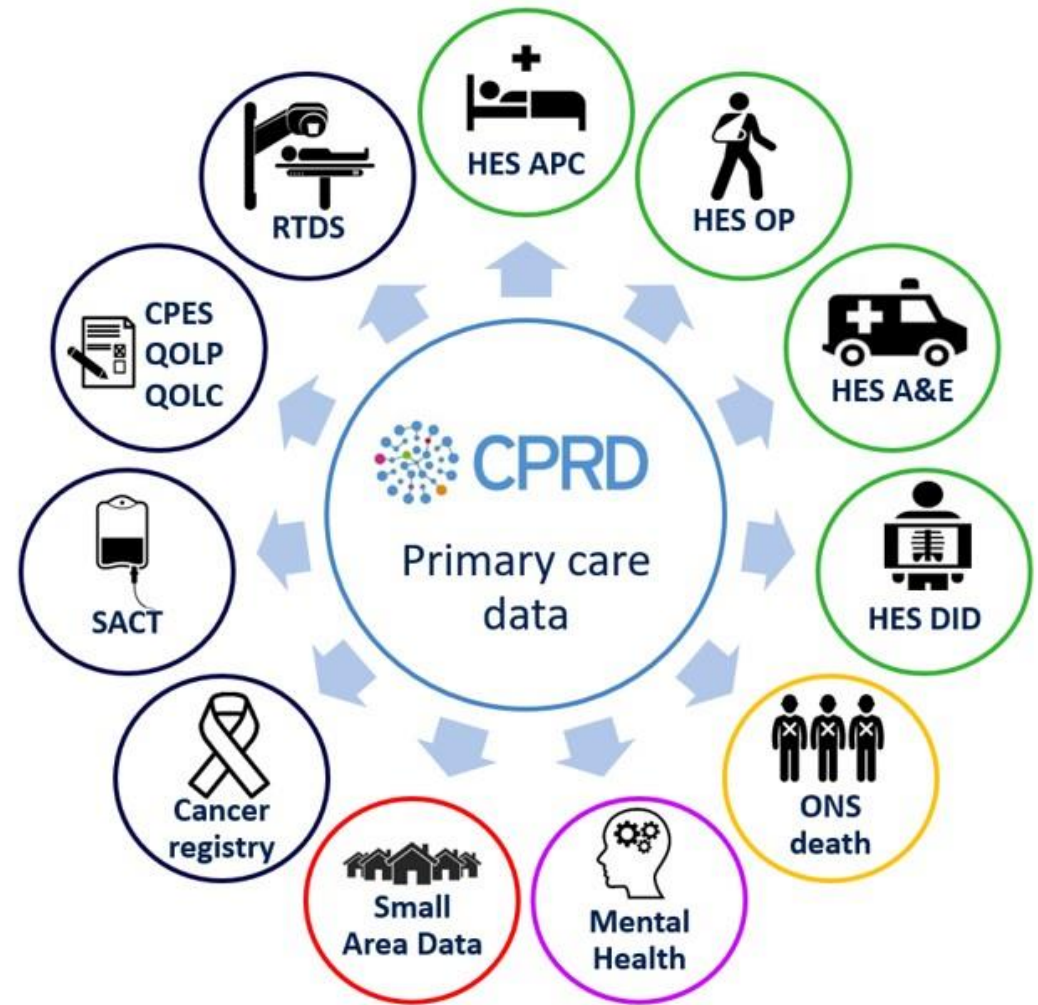 HES APC
HES OP
HES A&E
HES DID
ONS
death
Mental
Health
Small
Area Data
Cancer
registry
SACT
CPES
QOLP
QOLC
RTDS
CPRD
Primary care
data